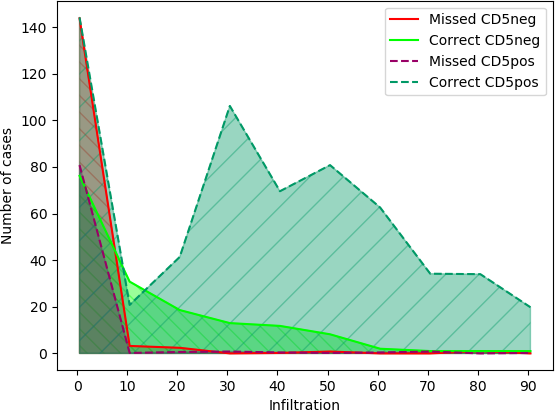 140
120
100
80
60
40
20
0
Number of cases
Missed CD5neg
Correct CD5neg
Missed CD5pos
Correct CD5pos
0 10 20 30 40 50 60 70 80 90
Infiltration